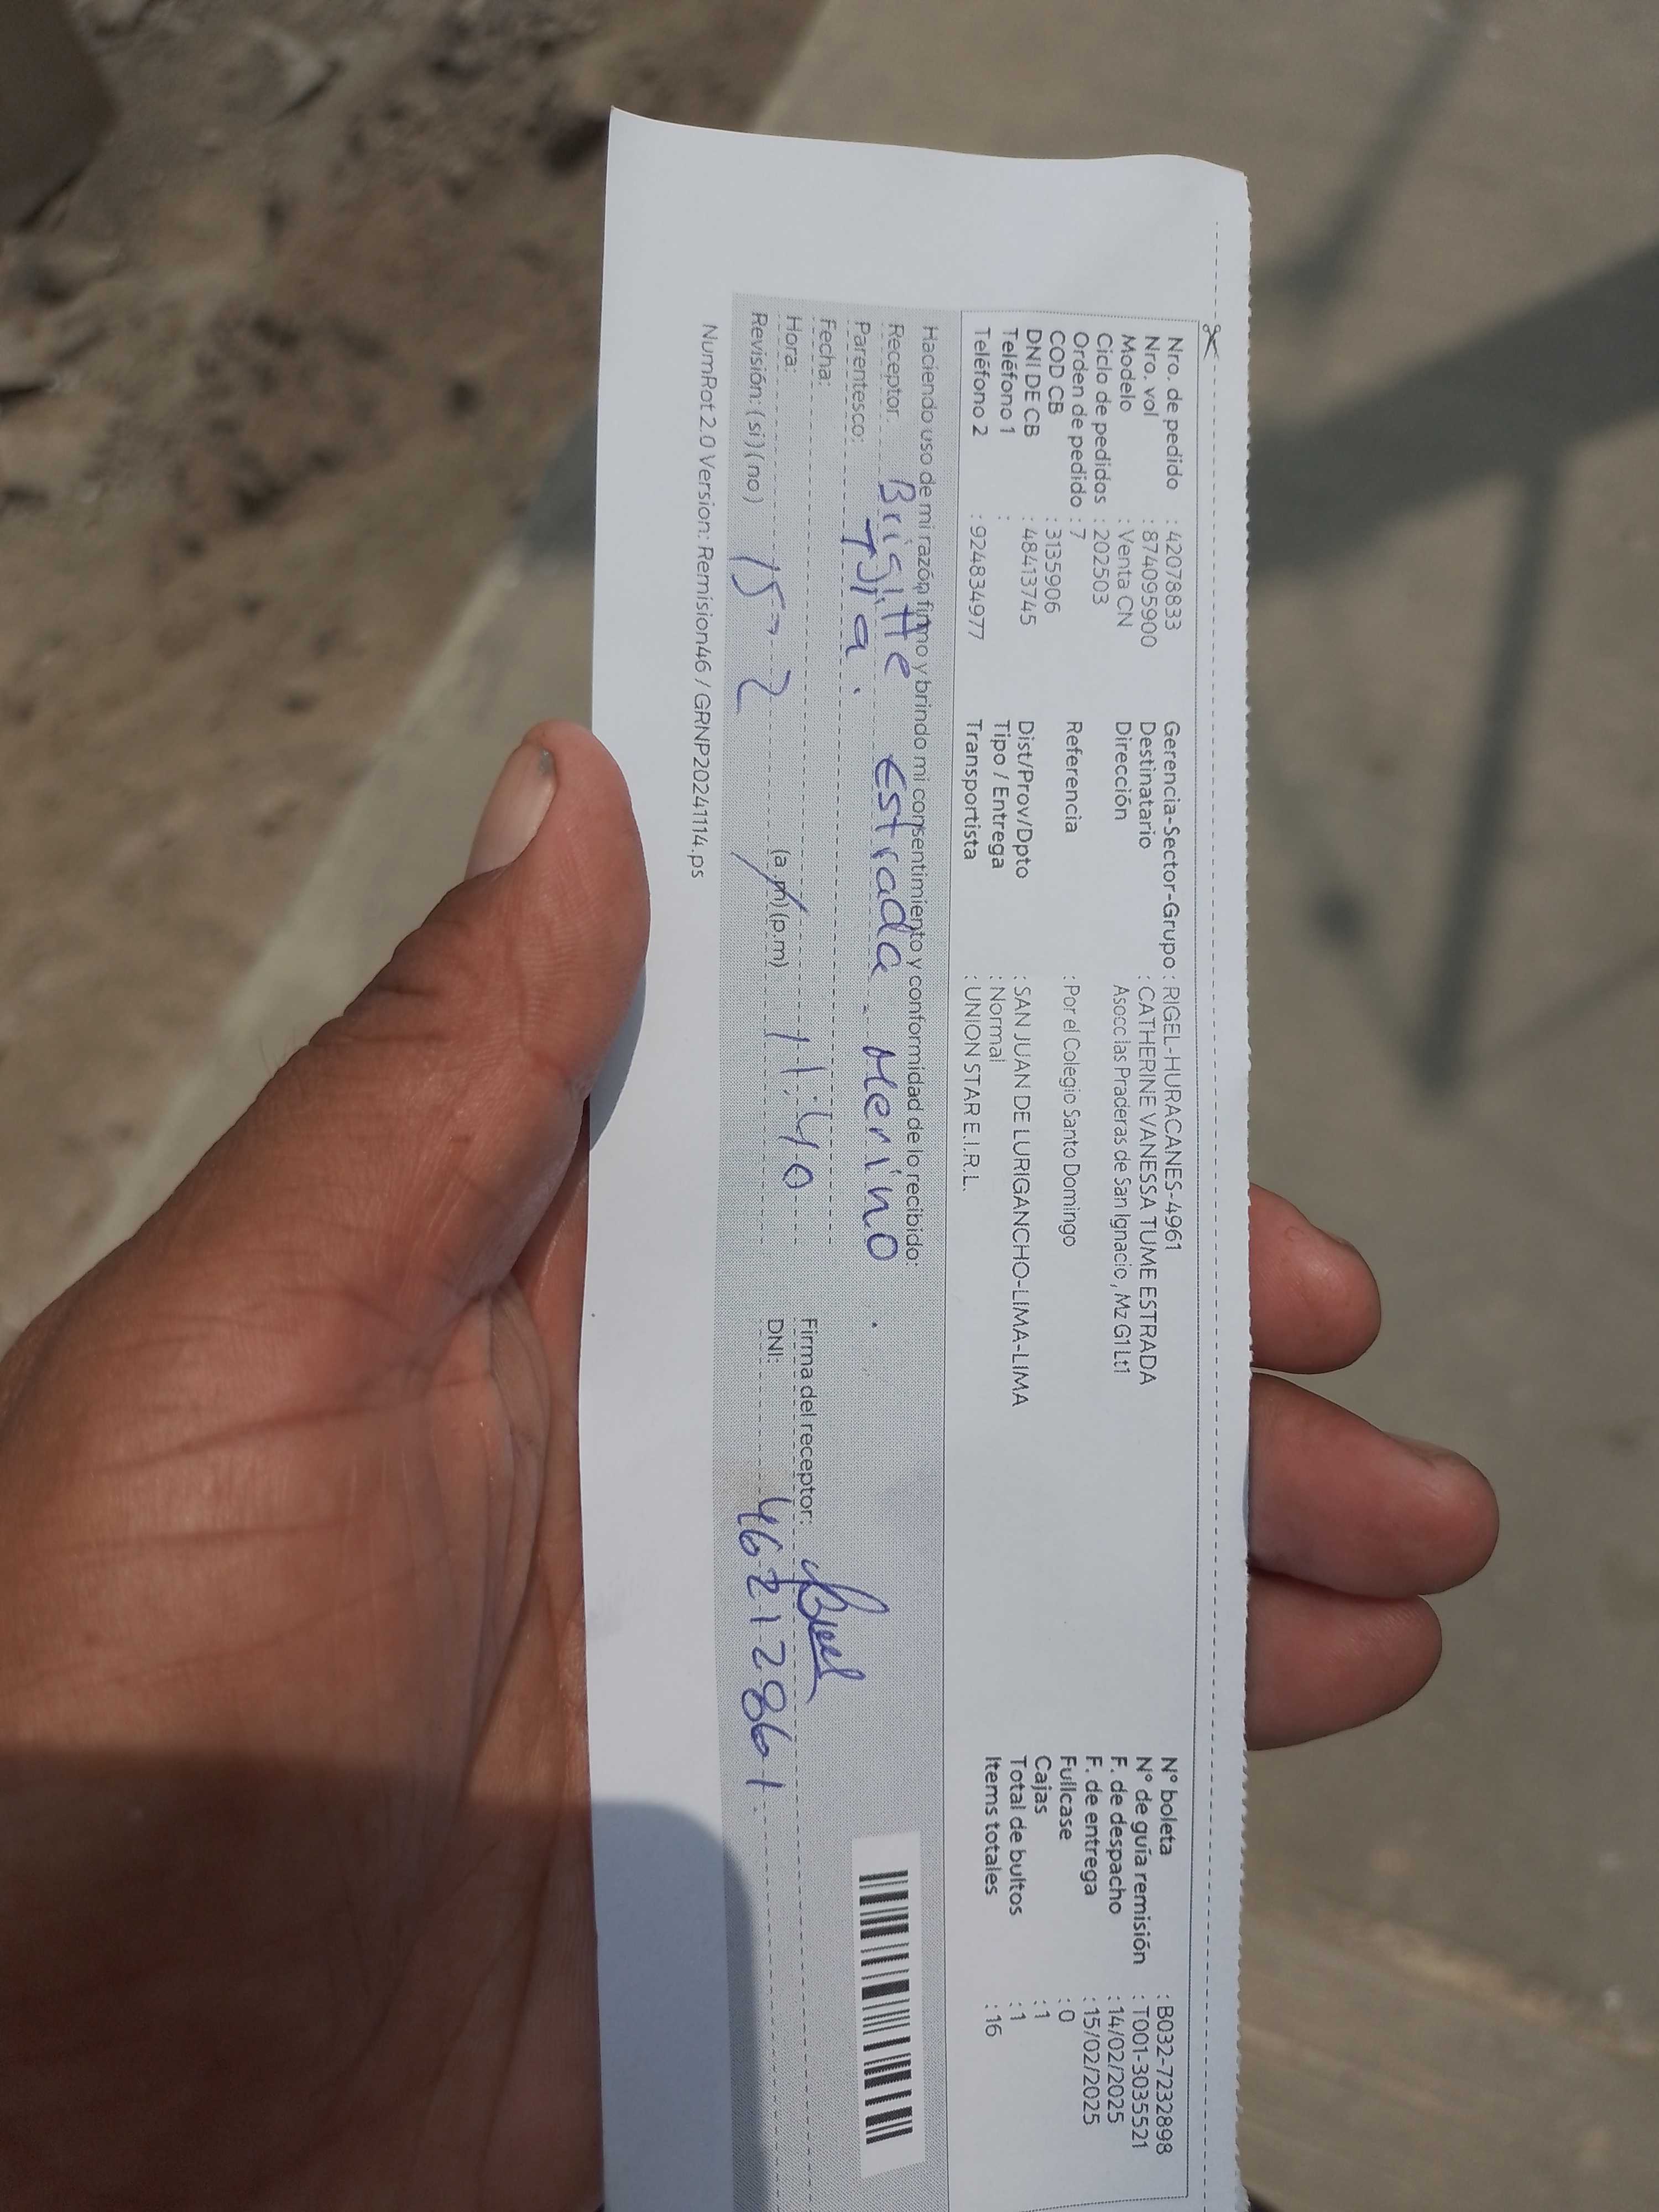 Nro. de pedido : 42078833 Gerencia-Sector-Grupo : RIGEL-HURACANES-4961 N° boleta : B032-7232898
Nro. vol : 874095900 Destinatario : CATHERINE VANESSA TUME ESTRADA N° de guía remisión : T001-3035521
Modelo : Venta CN Dirección Asocc las Praderas de San Ignacio, Mz G1 Lt1 F. de despacho : 14/02/2025
Ciclo de pedidos : 202503 F. de entrega : 15/02/2025
Orden de pedido : 7 Referencia : Por el Colegio Santo Domingo Fullcase : 0
COD CB : 3135906 Cajas : 1
DNI DE CB : 48413745 Dist/Prov/Dpto : SAN JUAN DE LURIGANCHO-LIMA-LIMA Total de bultos : 1
Teléfono 1 : Tipo / Entrega : Normal Items totales : 16
Teléfono 2 : 924834977 Transportista : UNION STAR E.I.R.L.
Haciendo uso de mi razón firmo y brindo mi consentimiento y conformidad de lo recibido:
Receptor: Brisitte Estrada Merino.
Parentesco: Tsia.
Fecha: Firma del receptor:
Hora: (a.m) (p.m) 11:40 DNI: 46212861.
Revisión: (si) (no) 15-2
NumRot2.0 Version: Remision46 / GRNP20241114.ps